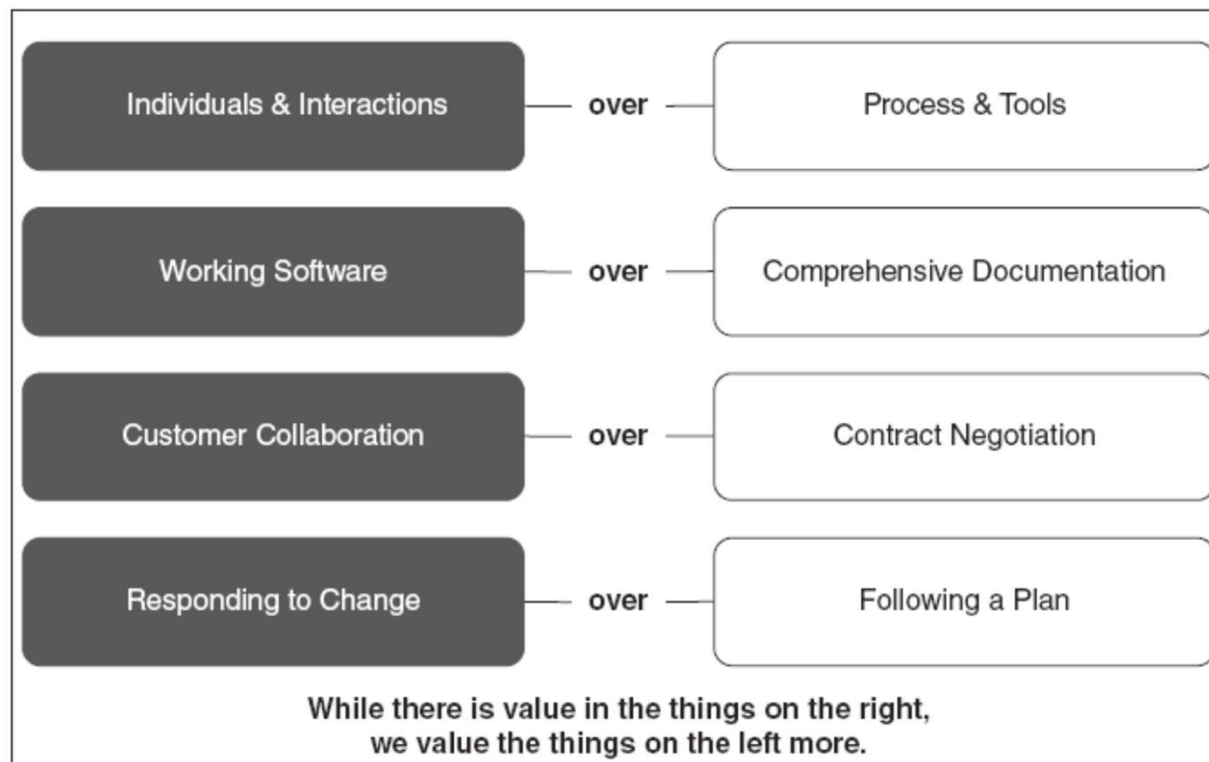 Individuals & Interactions over Process & Tools
Working Software over Comprehensive Documentation
Customer Collaboration over Contract Negotiation
Responding to Change over Following a Plan
While there is value in the things on the right,
we value the things on the left more.